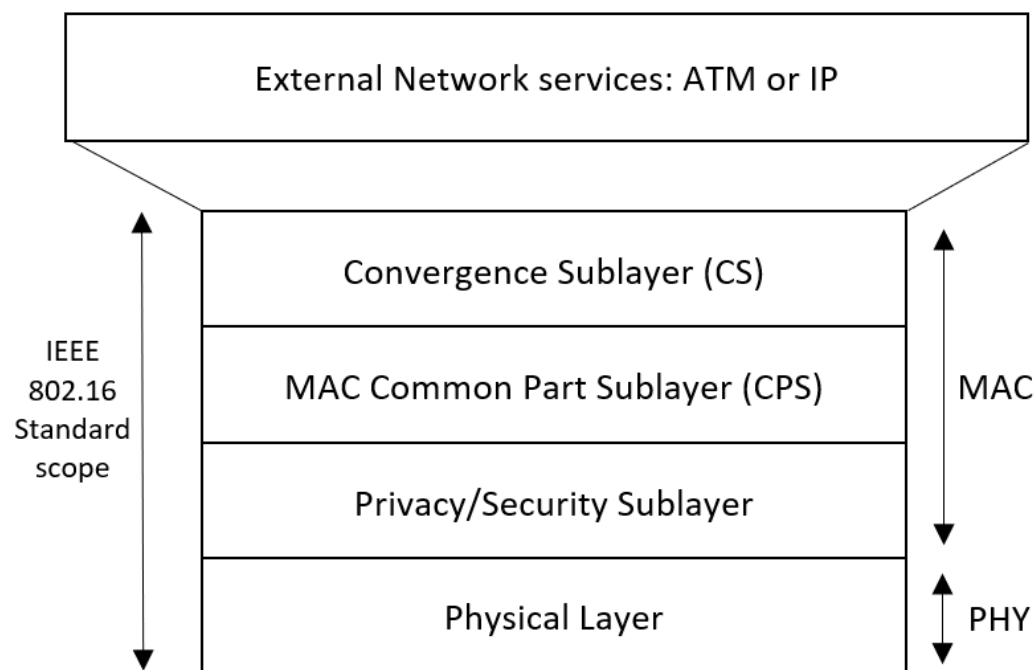 External Network services: ATM or IP
Convergence Sublayer (CS)
IEEE
802.16
Standard
scope
MAC Common Part Sublayer (CPS)
MAC
Privacy/Security Sublayer
Physical Layer
PHY